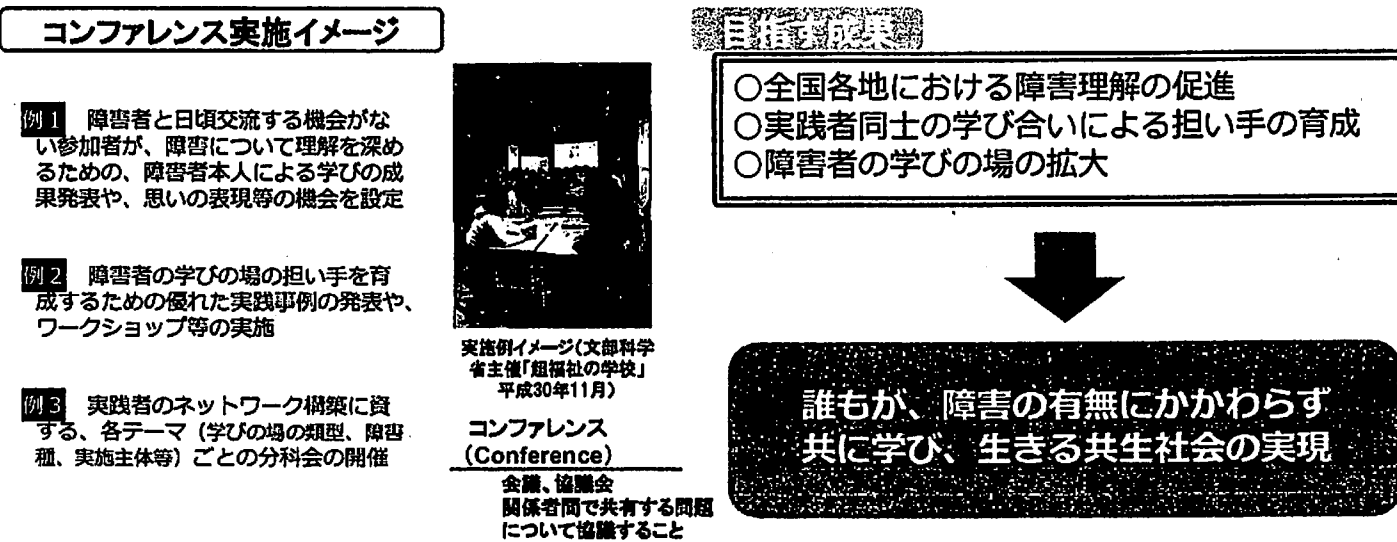 コンファレンス実施イメージ
例1 障害者と日頃交流する機会がな
い参加者が、障害について理解を深め
るための、障害者本人による学びの成
果発表や、思いの表現等の機会を設定
例2 障害者の学びの場の担い手を育
成するための優れた実践事例の発表や、
ワークショップ等の実施
例3 実践者のネットワーク構築に資
する、各テーマ（学びの場の類型、障害
種、実施主体等）ごとの分科会の開催
実施例イメージ（文部科学
省主催「超福祉の学校」
平成30年11月）
コンファレンス
（Conference）
会議、協議会
関係者間で共有する問題
について協議すること
目指す成果
○全国各地における障害理解の促進
○実践者同士の学び合いによる担い手の育成
○障害者の学びの場の拡大
誰もが、障害の有無にかかわらず
共に学び、生きる共生社会の実現